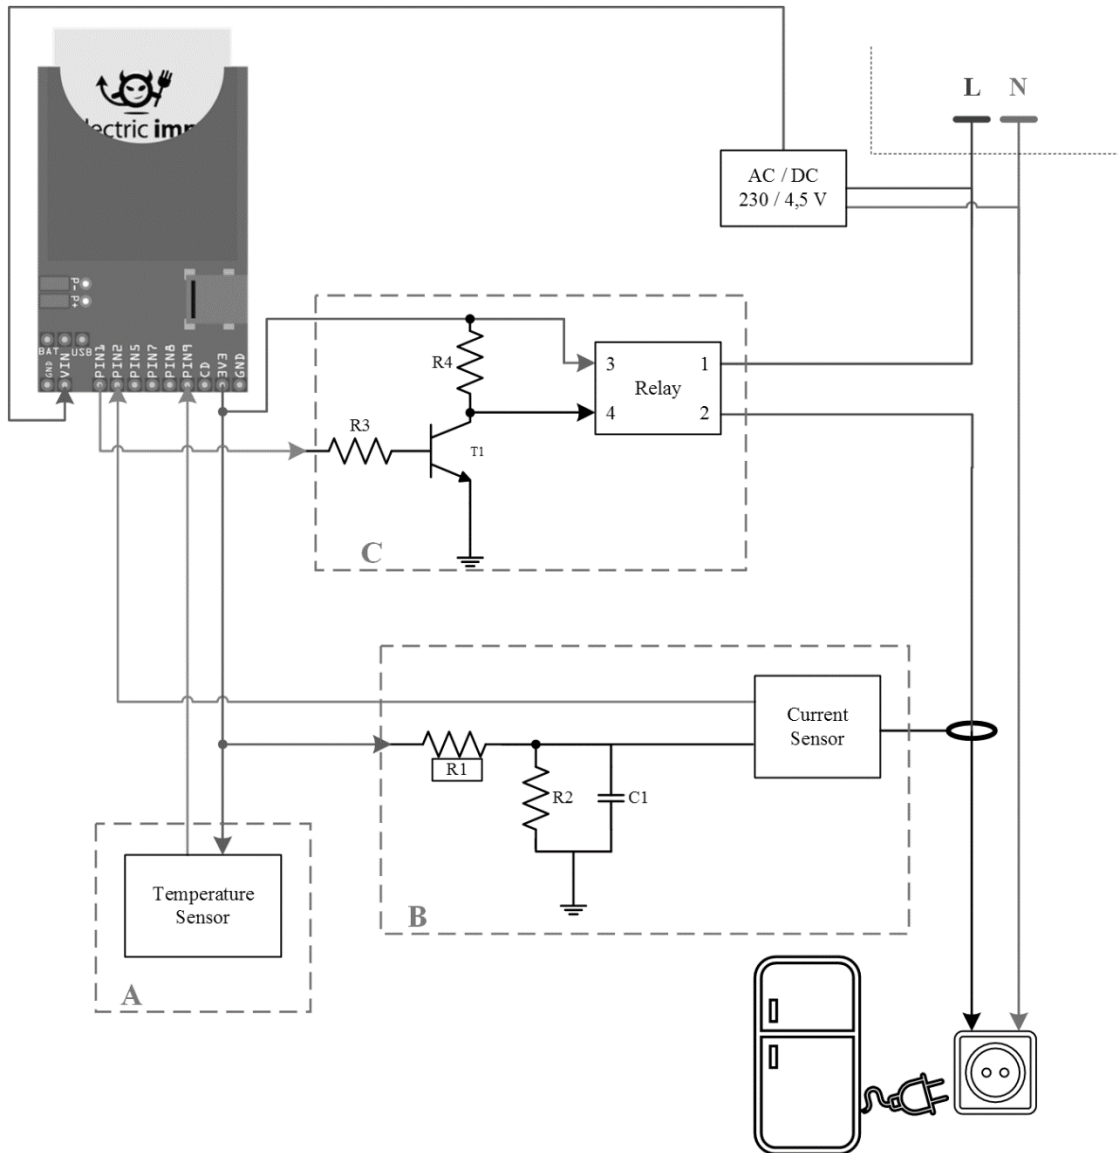 electric imp
L N
AC / DC
230 / 4,5 V
P-
P+
BAT USB
GND VIN PIN1 PIN2 PIN5 PIN7 PIN8 PIN9 CD 3V3 GND
R4
3 1
Relay
4 2
R3
T1
C
Current
Sensor
R1
R2 C1
Temperature
Sensor
B
A